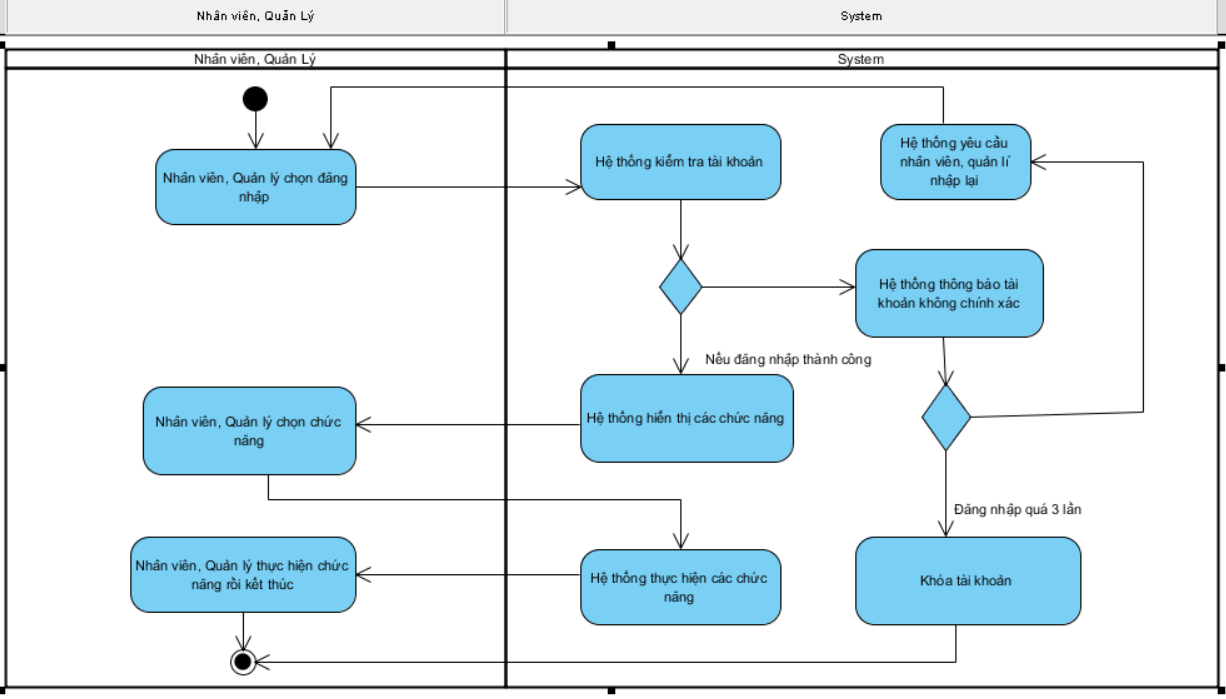 Nhân viên, Quản Lý
System
Nhân viên, Quản Lý
System
Nhân viên, Quản lý chọn đăng
nhập
Hệ thống kiểm tra tài khoản
Hệ thống yêu cầu
nhân viên, quản lí
nhập lại
Hệ thống thông báo tài
khoản không chính xác
Nếu đăng nhập thành công
Hệ thống hiển thị các chức năng
Nhân viên, Quản lý chọn chức
năng
Đăng nhập quá 3 lần
Nhân viên, Quản lý thực hiện chức
năng rồi kết thúc
Hệ thống thực hiện các chức
năng
Khóa tài khoản